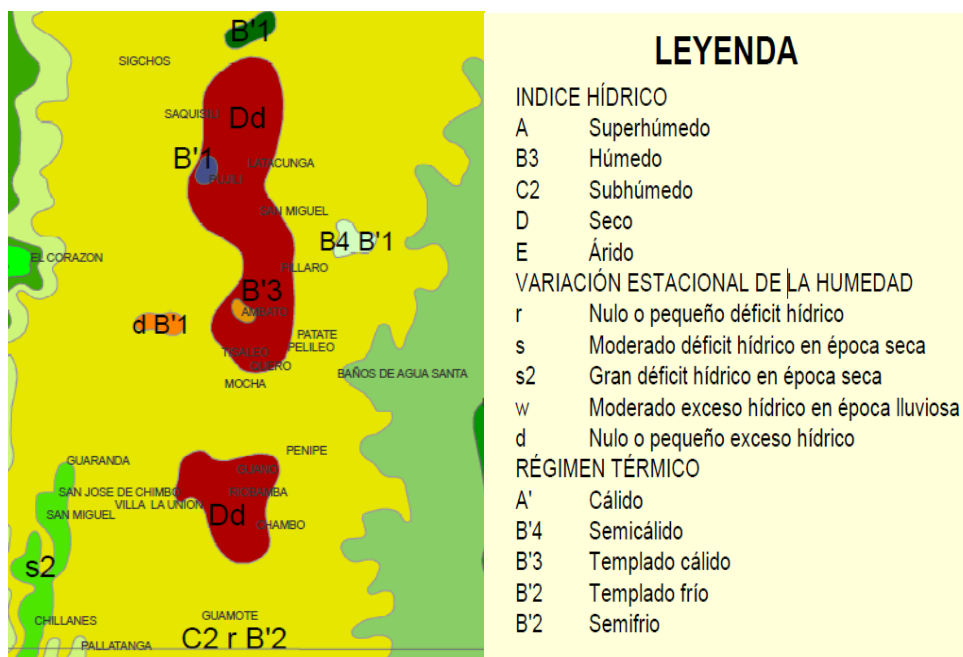 B'1
SIGCHOS
SAQUISILI
Dd
B'1
LATACUNGA
PUJILI
SAN MIGUEL
B4 B'1
EL CORAZON
PILLARO
B'3
AMBATO
d B'1
PATATE
PELILEO
TISALEO
QUERO
BAÑOS DE AGUA SANTA
MOCHA
PENIPE
GUARANDA
GUANO
SAN JOSE DE CHIMBO
RIOBAMBA
VILLA LA UNION
SAN MIGUEL
Dd
CHAMBO
s2
CHILLANES
GUAMOTE
C2 r B'2
PALLATANGA
LEYENDA
INDICE HÍDRICO
A Superhúmedo
B3 Húmedo
C2 Subhúmedo
D Seco
E Árido
VARIACIÓN ESTACIONAL DE LA HUMEDAD
r Nulo o pequeño déficit hídrico
s Moderado déficit hídrico en época seca
s2 Gran déficit hídrico en época seca
w Moderado exceso hídrico en época lluviosa
d Nulo o pequeño exceso hídrico
RÉGIMEN TÉRMICO
A' Cálido
B'4 Semicálido
B'3 Templado cálido
B'2 Templado frío
B'2 Semifrio